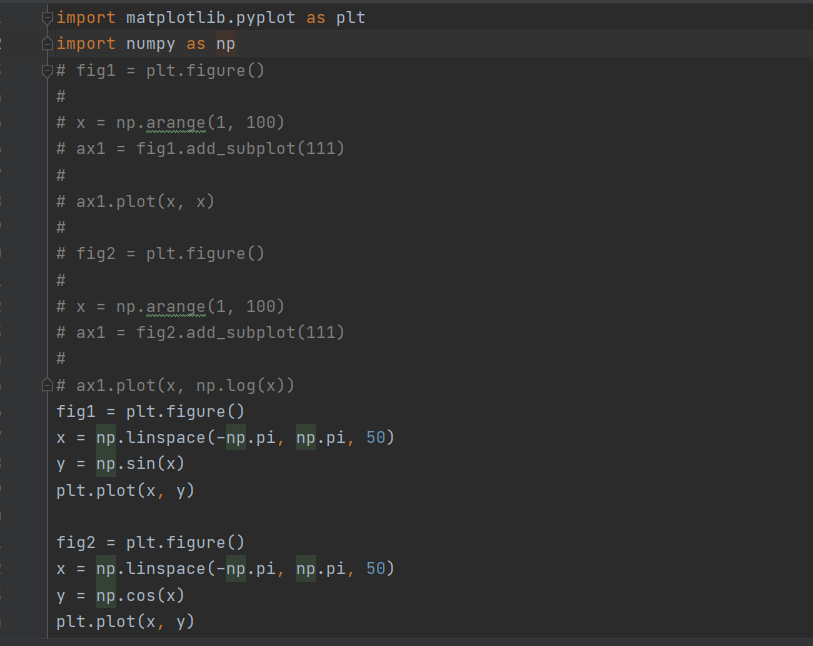 import matplotlib.pyplot as plt
import numpy as np
# fig1 = plt.figure()
#
# x = np.arange(1, 100)
# ax1 = fig1.add_subplot(111)
#
# ax1.plot(x, x)
#
# fig2 = plt.figure()
#
# x = np.arange(1, 100)
# ax1 = fig2.add_subplot(111)
#
# ax1.plot(x, np.log(x))
fig1 = plt.figure()
x = np.linspace(-np.pi, np.pi, 50)
y = np.sin(x)
plt.plot(x, y)

fig2 = plt.figure()
x = np.linspace(-np.pi, np.pi, 50)
y = np.cos(x)
plt.plot(x, y)